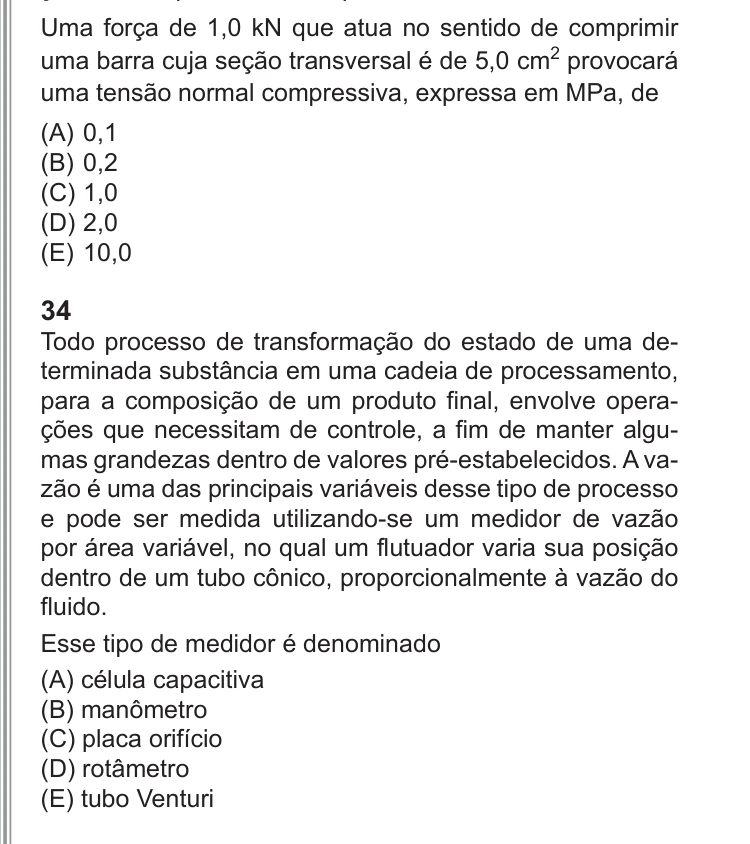 Uma força de 1,0 kN que atua no sentido de comprimir
uma barra cuja seção transversal é de 5,0 cm² provocará
uma tensão normal compressiva, expressa em MPa, de
(A) 0,1
(B) 0,2
(C) 1,0
(D) 2,0
(E) 10,0
34
Todo processo de transformação do estado de uma de-
terminada substância em uma cadeia de processamento,
para a composição de um produto final, envolve opera-
ções que necessitam de controle, a fim de manter algu-
mas grandezas dentro de valores pré-estabelecidos. A va-
zão é uma das principais variáveis desse tipo de processo
e pode ser medida utilizando-se um medidor de vazão
por área variável, no qual um flutuador varia sua posição
dentro de um tubo cônico, proporcionalmente à vazão do
fluido.
Esse tipo de medidor é denominado
(A) célula capacitiva
(B) manômetro
(C) placa orifício
(D) rotâmetro
(E) tubo Venturi